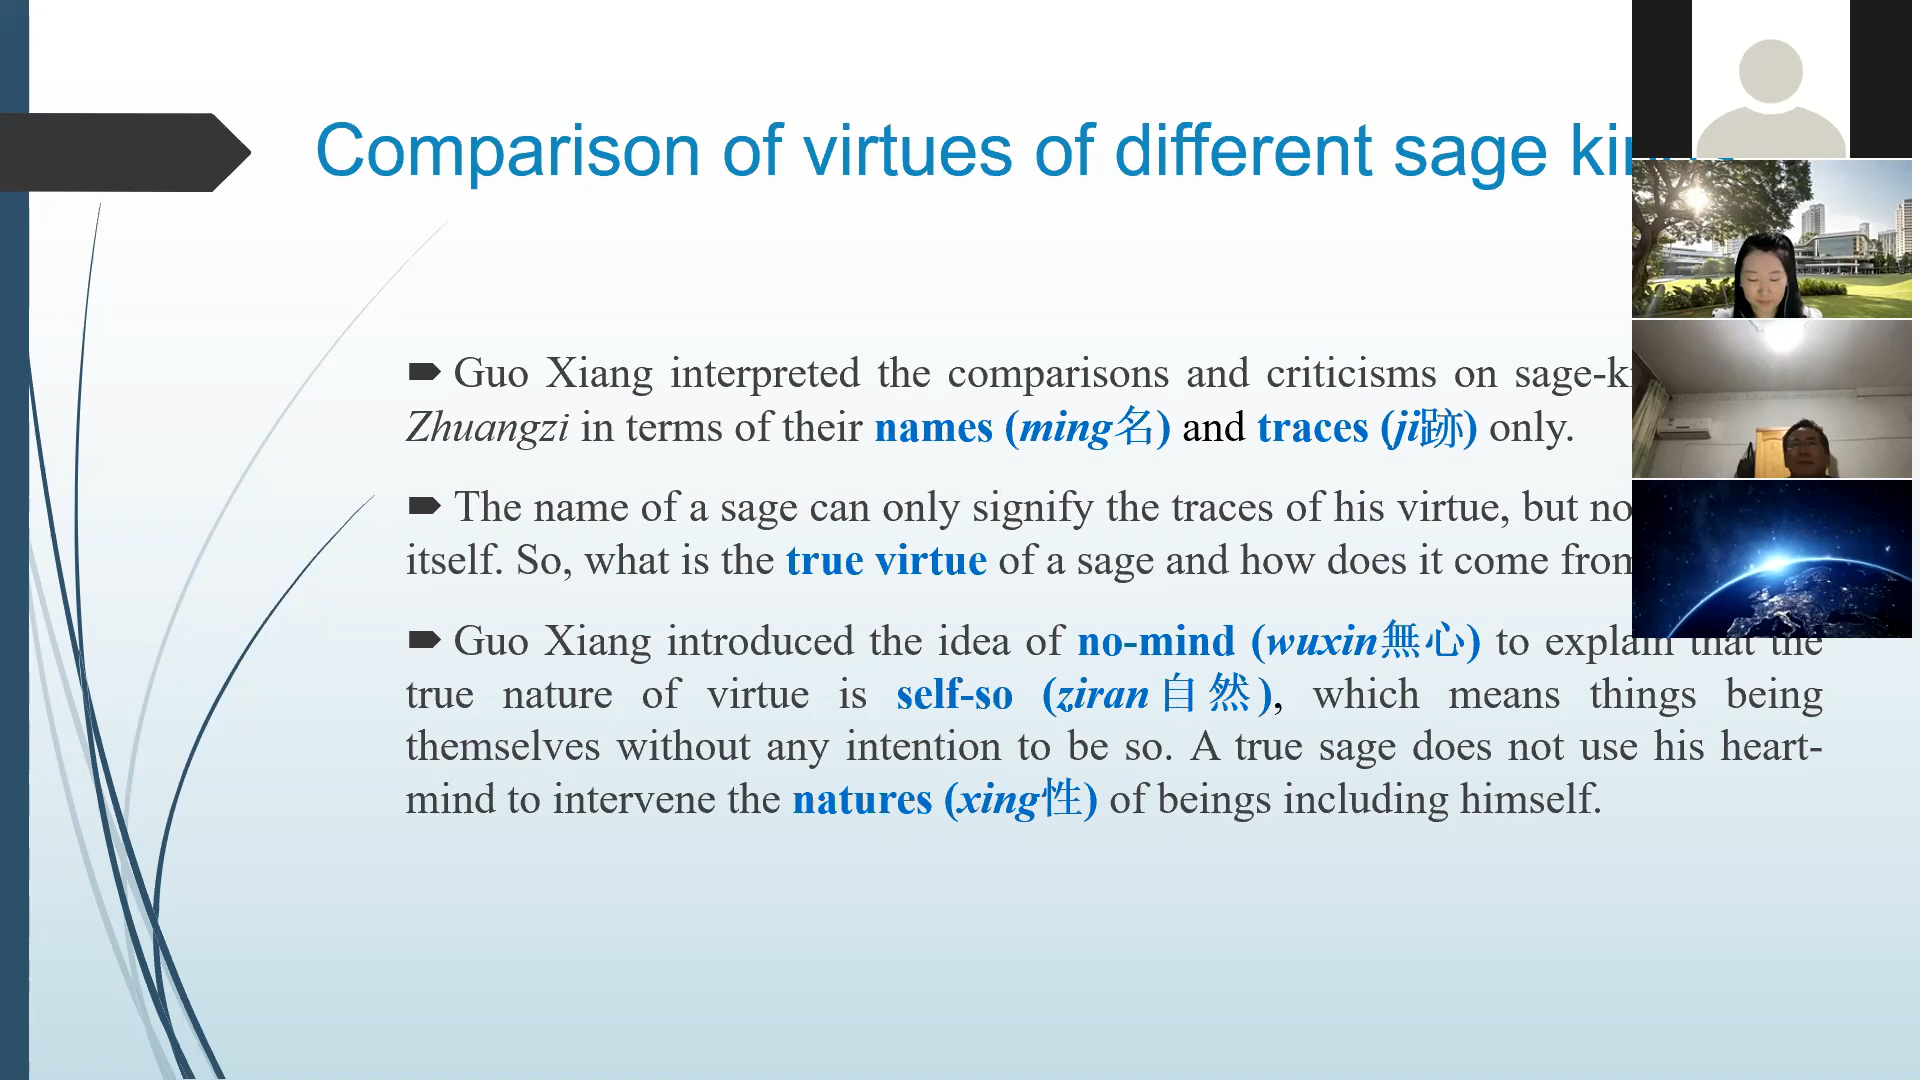 Comparison of virtues of different sage
Guo Xiang interpreted the comparisons and criticisms on
Zhuangzi in terms of their names (ming名) and traces (ji跡) only.
The name of a sage can only signify the traces of his virtue, but
itself. So, what is the true virtue of a sage and how does it come
Guo Xiang introduced the idea of no-mind (wuxin無心) to explain that the
true nature of virtue is self-so (ziran自然), which means things being
themselves without any intention to be so. A true sage does not use his heart-
mind to intervene the natures (xing性) of beings including himself.